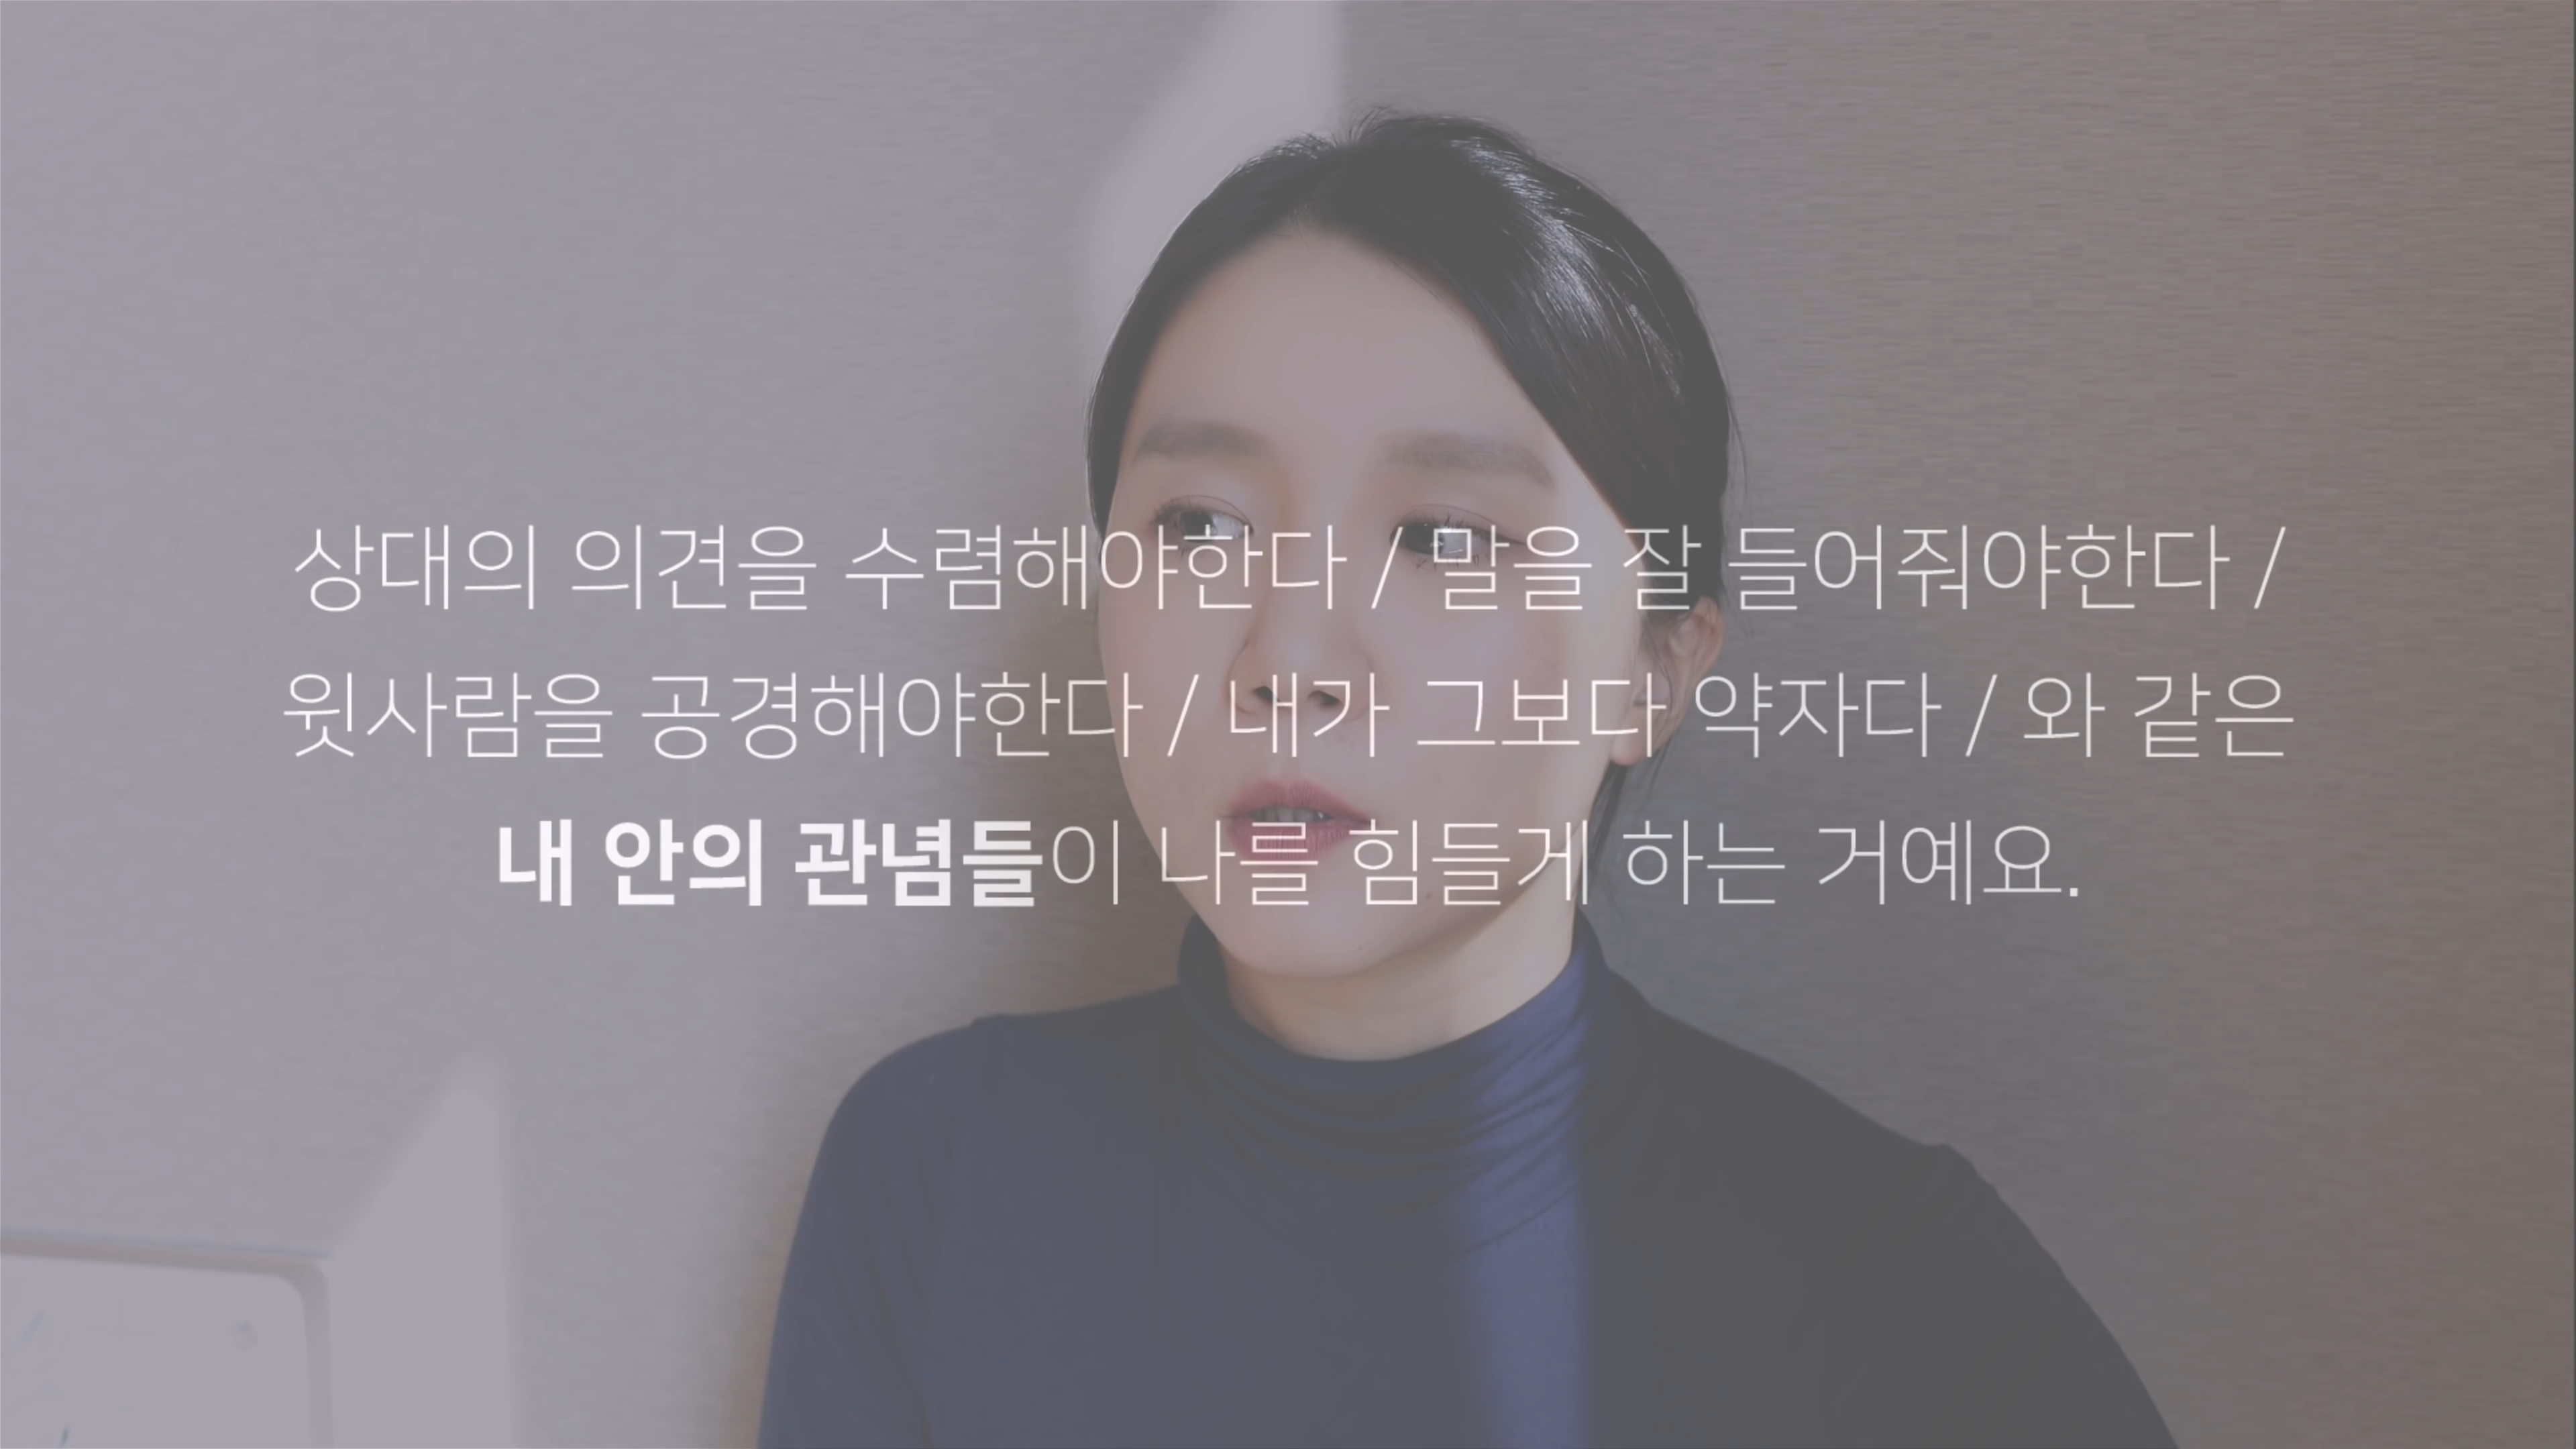 상대의 의견을 수렴해야한다 / 말을 잘 들어줘야한다 /
윗사람을 공경해야한다 / 내가 그보다 약자다 / 와 같은
내 안의 관념들이 나를 힘들게 하는 거예요.